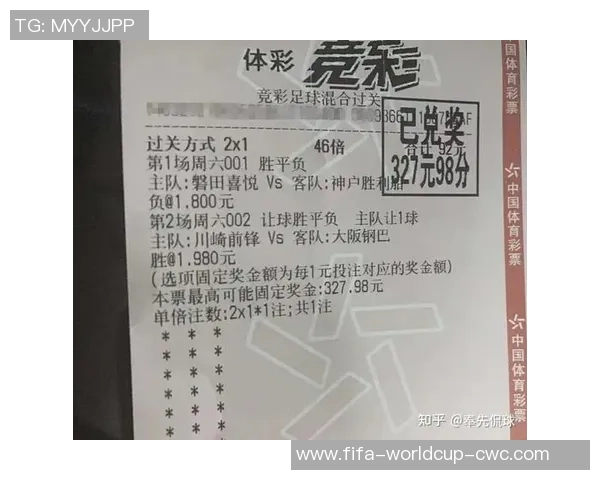 TG: MYYJJPP
体彩 竞彩
竞彩足球混合过关
过关方式 2x1 46倍 合计 92元
已兑奖
327元98分
第1场周六001 胜平负
主队:磐田喜悦 Vs 客队:神户胜利船
负@1.800元
第2场周六002 让球胜平负 主队让1球
主队:川崎前锋 Vs 客队:大阪钢巴
胜@1.980元
(选项固定奖金额为每1元投注对应的奖金额)
本票最高可能固定奖金:327.98元
单倍注数:2x1*1注;共1注
* * *
* * *
* * *
* * *
* * *
* * *
* * *
中国体育彩票
中国体育彩票
中国体育彩票
知乎 @奉先侃球
www.fifa-worldcup-cwc.com